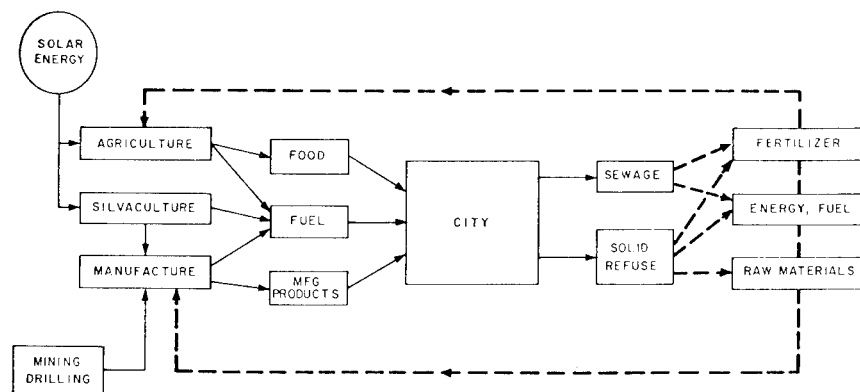 SOLAR
ENERGY
AGRICULTURE
FOOD
SILVACULTURE
FUEL
MANUFACTURE
MFG
PRODUCTS
MINING
DRILLING
CITY
SEWAGE
SOLID
REFUSE
FERTILIZER
ENERGY, FUEL
RAW MATERIALS